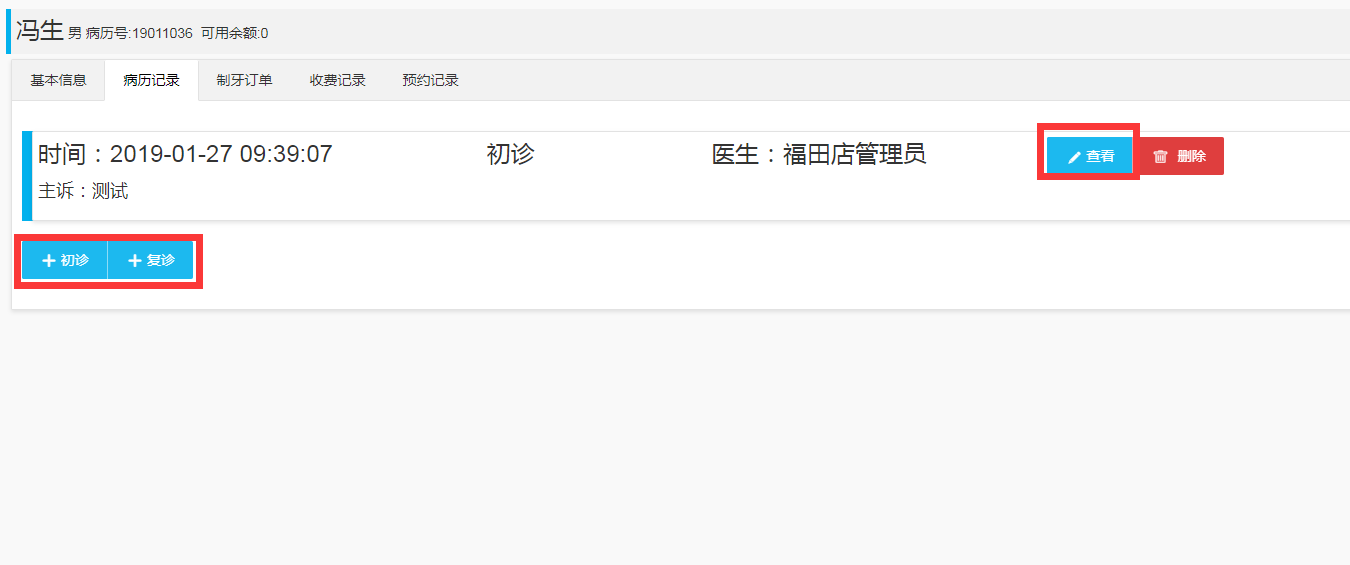 冯生 男 病历号:19011036 可用余额:0
基本信息 病历记录 制牙订单 收费记录 预约记录
时间：2019-01-27 09:39:07 初诊 医生：福田店管理员 查看 删除
主诉：测试
初诊 复诊